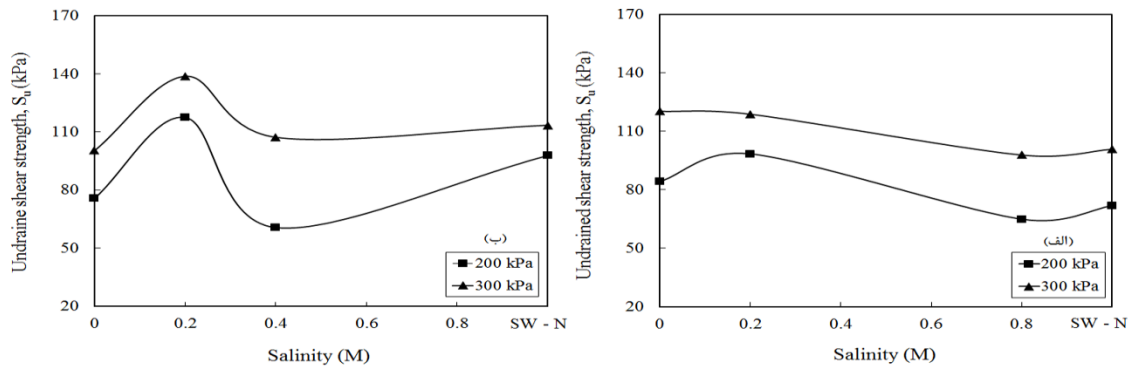 Undraine shear strength, Sᵤ (kPa)
170
140
110
80
50
20
(ب)
200 kPa
300 kPa
0
0.2
0.4
0.6
0.8
SW - N
Salinity (M)
Undrained shear strength, Sᵤ (kPa)
170
140
110
80
50
20
(الف)
200 kPa
300 kPa
0
0.2
0.4
0.6
0.8
SW - N
Salinity (M)